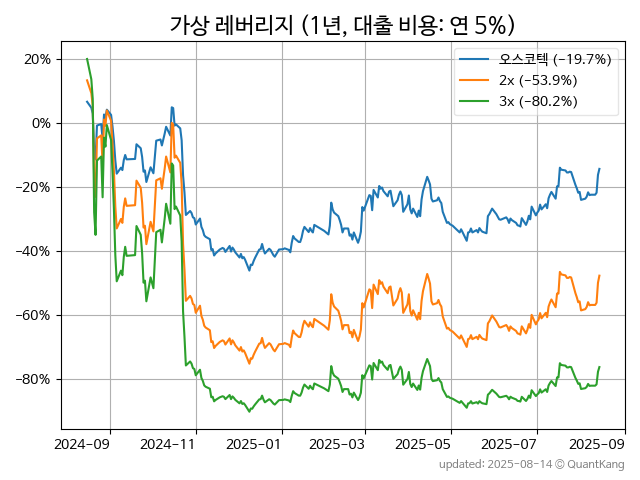 가상 레버리지 (1년, 대출 비용: 연 5%)
오스코텍 (−19.7%)
2x (−53.9%)
3x (−80.2%)
20%
0%
−20%
−40%
−60%
−80%
2024−09 2024−11 2025−01 2025−03 2025−05 2025−07 2025−09
updated: 2025-08-14 © QuantKang